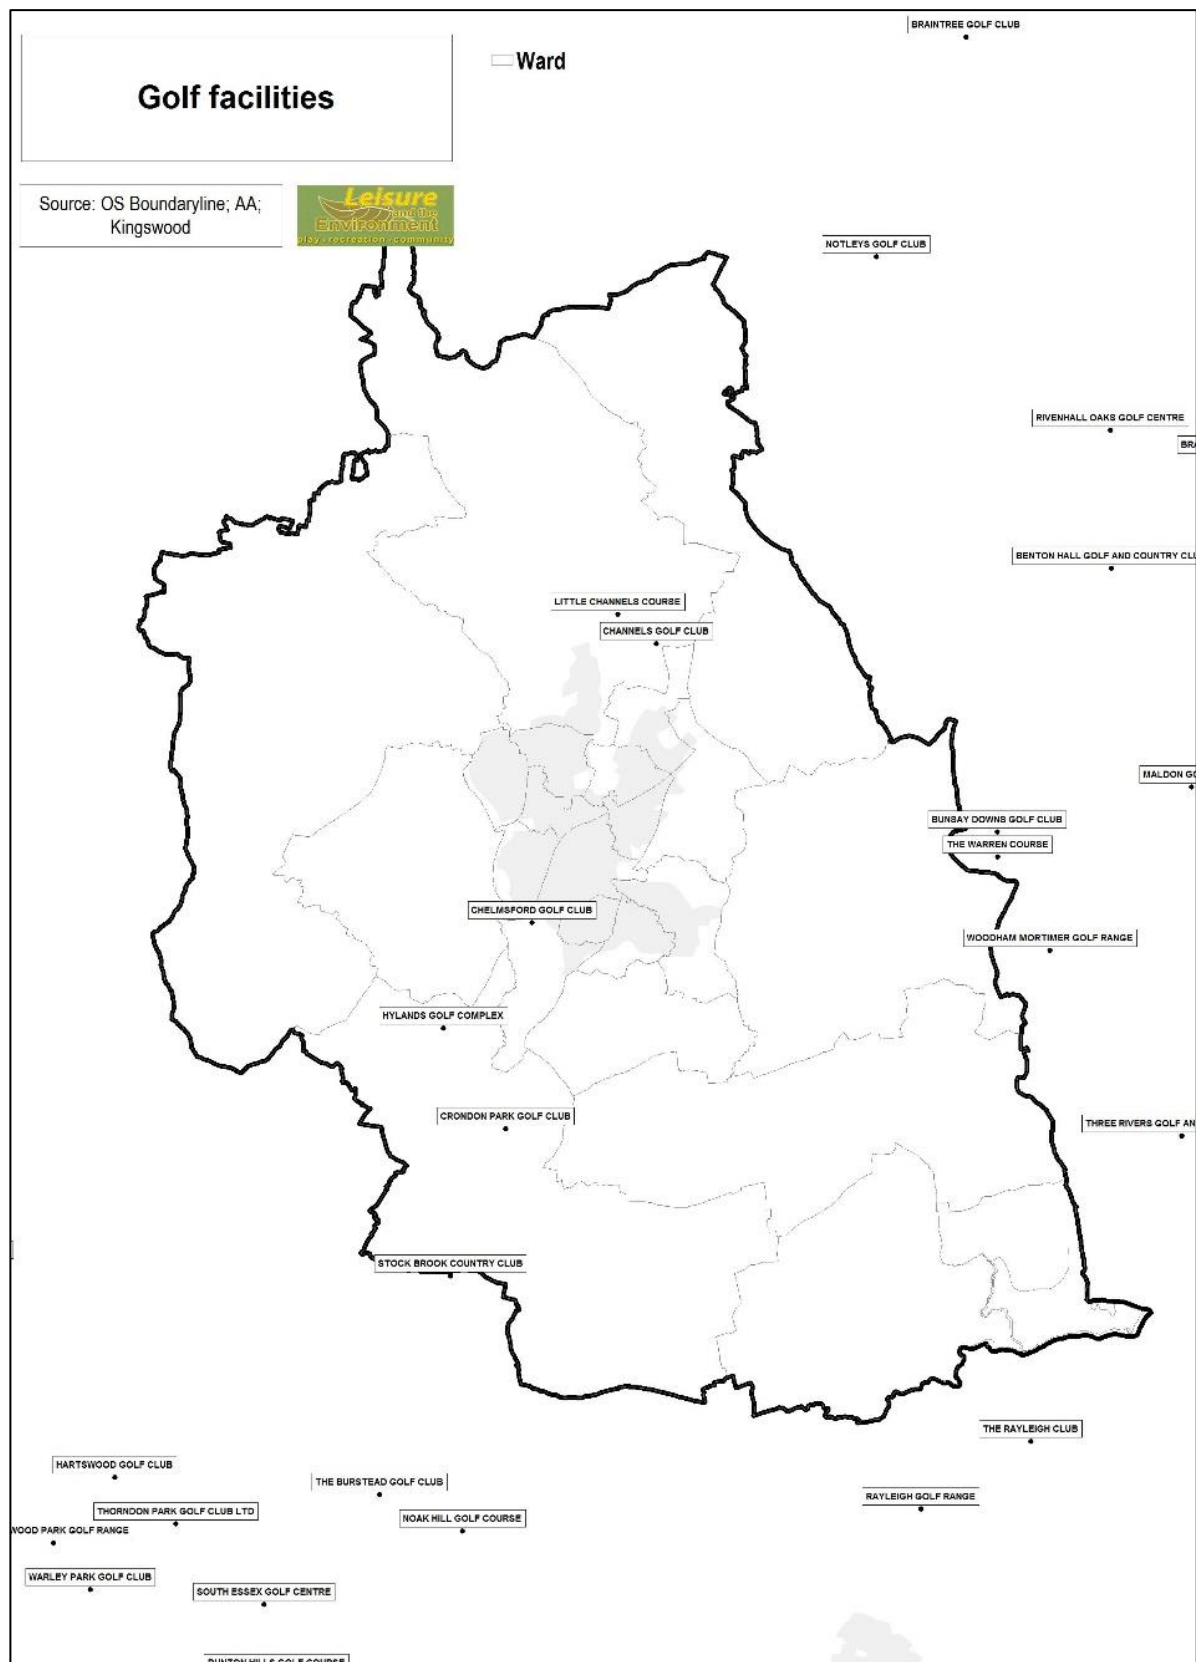 BRAINTREE GOLF CLUB
Ward
Golf facilities
Source: OS Boundaryline; AA;
Kingswood
Leisure
and the
Environment
play • recreation • community
NOTLEYS GOLF CLUB
RIVENHALL OAKS GOLF CENTRE
BRA
BENTON HALL GOLF AND COUNTRY CLU
LITTLE CHANNELS COURSE
CHANNELS GOLF CLUB
MALDON GO
BUNSAY DOWNS GOLF CLUB
THE WARREN COURSE
CHELMSFORD GOLF CLUB
WOODHAM MORTIMER GOLF RANGE
HYLANDS GOLF COMPLEX
CRONDON PARK GOLF CLUB
THREE RIVERS GOLF AN
STOCK BROOK COUNTRY CLUB
THE RAYLEIGH CLUB
HARTSWOOD GOLF CLUB
THE BURSTEAD GOLF CLUB
RAYLEIGH GOLF RANGE
THORNDON PARK GOLF CLUB LTD
NOAK HILL GOLF COURSE
WOOD PARK GOLF RANGE
WARLEY PARK GOLF CLUB
SOUTH ESSEX GOLF CENTRE
DUNTON HILLS GOLF COURSE